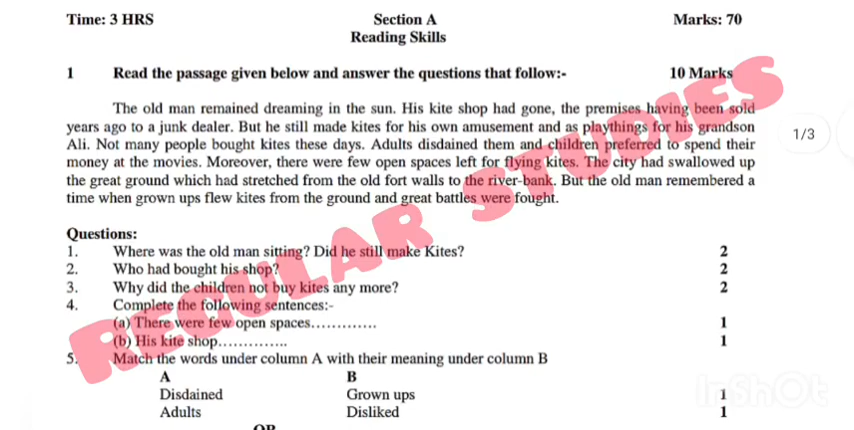 Time: 3 HRS Section A Marks: 70
Reading Skills
1 Read the passage given below and answer the questions that follow:- 10 Marks
The old man remained dreaming in the sun. His kite shop had gone, the premises having been sold
years ago to a junk dealer. But he still made kites for his own amusement and as playthings for his grandson
Ali. Not many people bought kites these days. Adults disdained them and children preferred to spend their
money at the movies. Moreover, there were few open spaces left for flying kites. The city had swallowed up
the great ground which had stretched from the old fort walls to the river-bank. But the old man remembered a
time when grown ups flew kites from the ground and great battles were fought.
Questions:
1. Where was the old man sitting? Did he still make Kites? 2
2. Who had bought his shop? 2
3. Why did the children not buy kites any more? 2
4. Complete the following sentences:-
(a) There were few open spaces............. 1
(b) His kite shop.............. 1
5. Match the words under column A with their meaning under column B
A B
Disdained Grown ups 1
Adults Disliked 1
OR
REGULAR STUDIES
1/3
InShOt